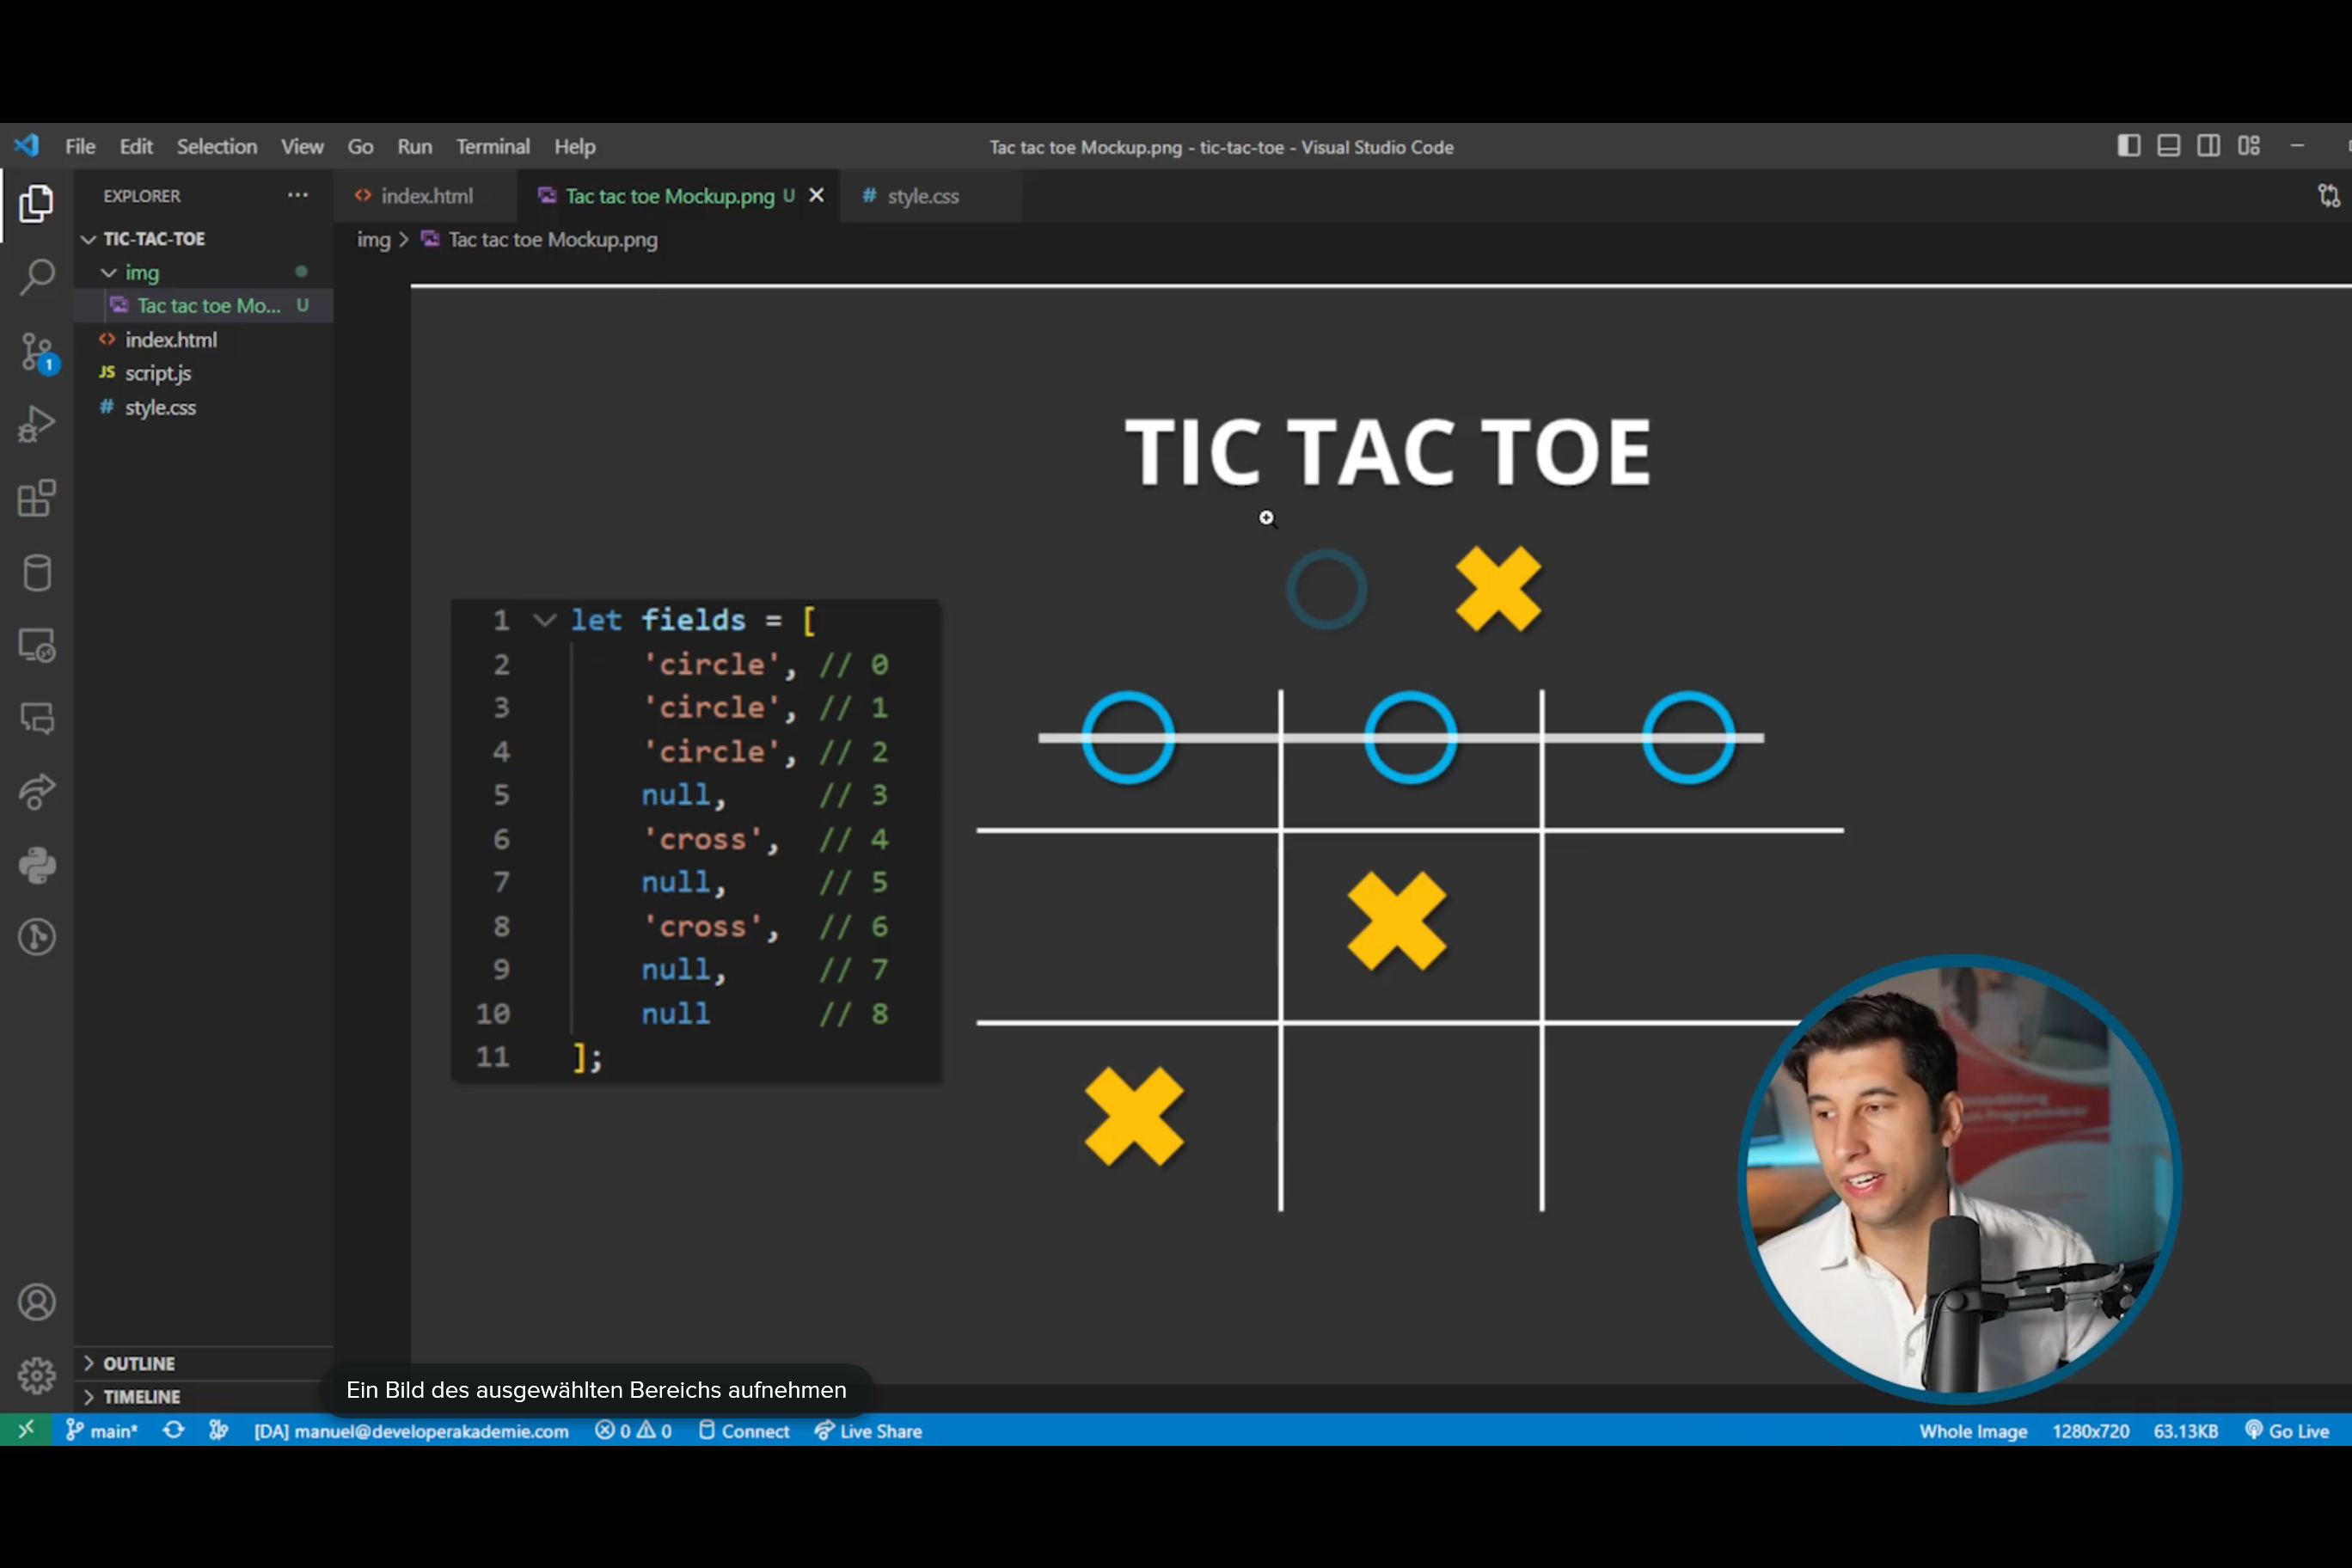 File Edit Selection View Go Run Terminal Help
Tac tac toe Mockup.png - tic-tac-toe - Visual Studio Code
EXPLORER
index.html
Tac tac toe Mockup.png U
style.css
TIC-TAC-TOE
img > Tac tac toe Mockup.png
img
Tac tac toe Mo... U
index.html
JS script.js
# style.css
1
TIC TAC TOE
1 let fields = [
2 'circle', // 0
3 'circle', // 1
4 'circle', // 2
5 null, // 3
6 'cross', // 4
7 null, // 5
8 'cross', // 6
9 null, // 7
10 null // 8
11 ];
OUTLINE
TIMELINE
Ein Bild des ausgewählten Bereichs aufnehmen
main* [DA] manuel@developerakademie.com 0 0 Connect Live Share
Whole Image 1280x720 63.13KB Go Live